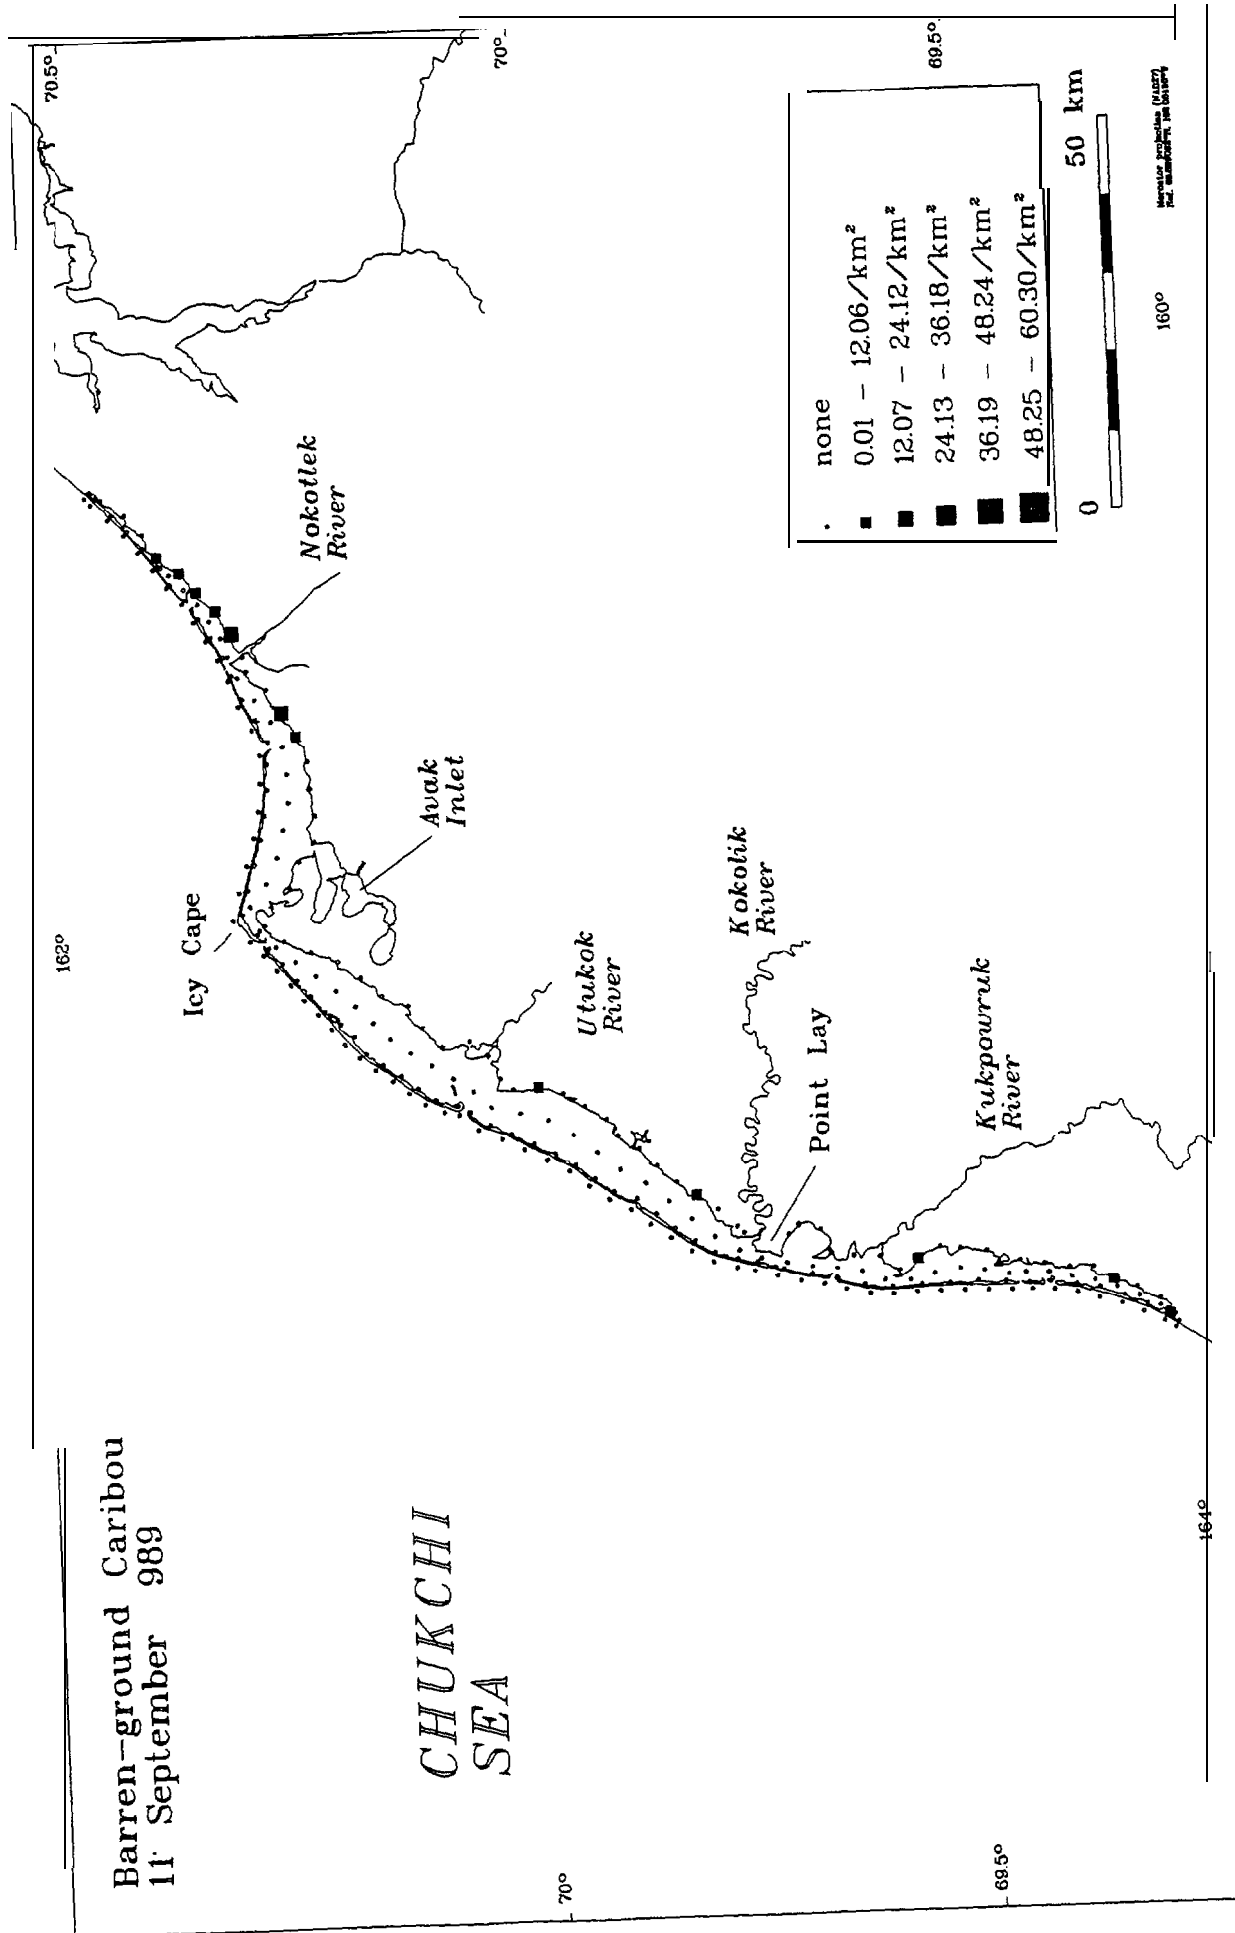 Barren-ground Caribou
11 September 989
CHUKCHI
SEA
Icy Cape
Nokotlek
River
Avak
Inlet
Utukok
River
Kokolik
River
Point Lay
Kukpowruk
River
70.5°
70°
69.5°
162°
160°
164°
70°
69.5°
none
0.01 - 12.06/km²
12.07 - 24.12/km²
24.13 - 36.18/km²
36.19 - 48.24/km²
48.25 - 60.30/km²
0 50 km
Mercator projection (NAD27)